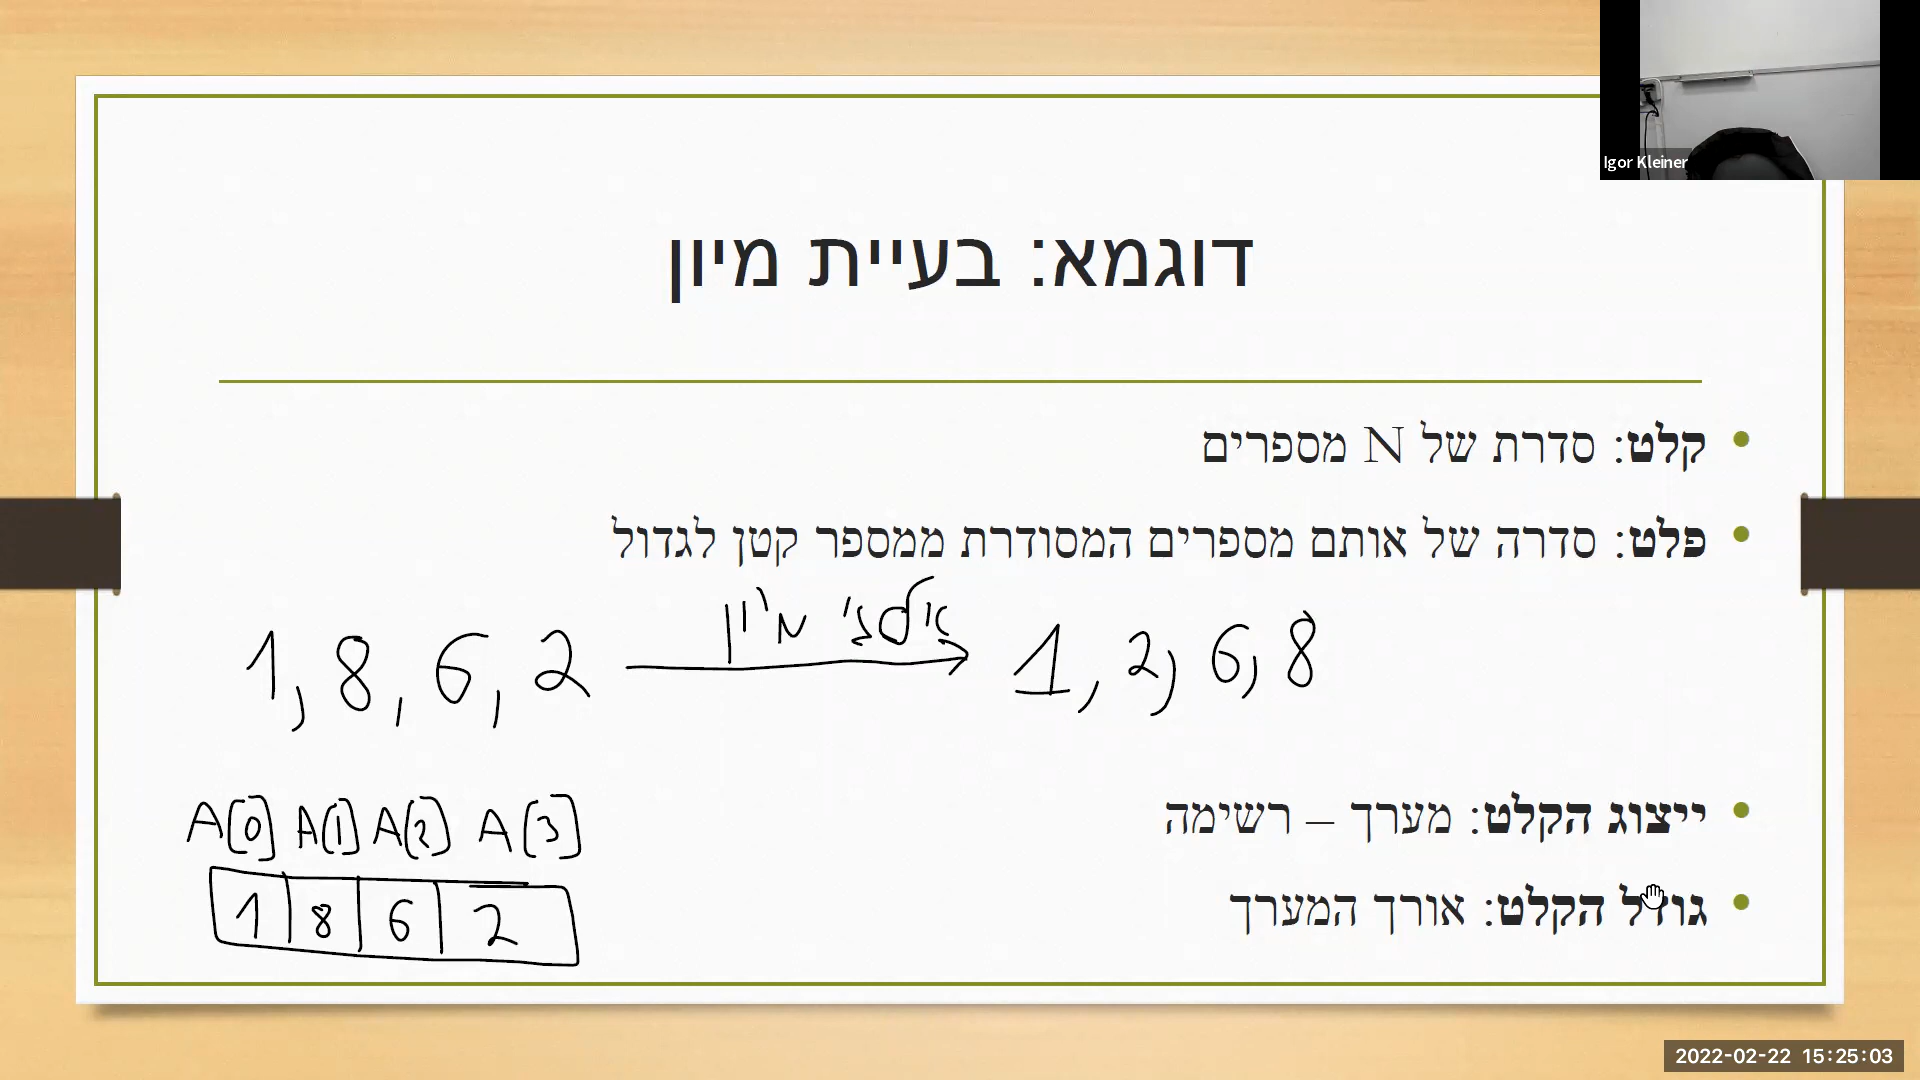 Igor Kleiner
דוגמא: בעיית מיון
קלט: סדרת של N מספרים
פלט: סדרה של אותם מספרים המסודרת ממספר קטן לגדול
אלג׳ מיון
1, 8, 6, 2
1, 2, 6, 8
ייצוג הקלט: מערך – רשימה
A[0] A[1] A[2] A[3]
1 8 6 2
גודל הקלט: אורך המערך
2022-02-22 15:25:03